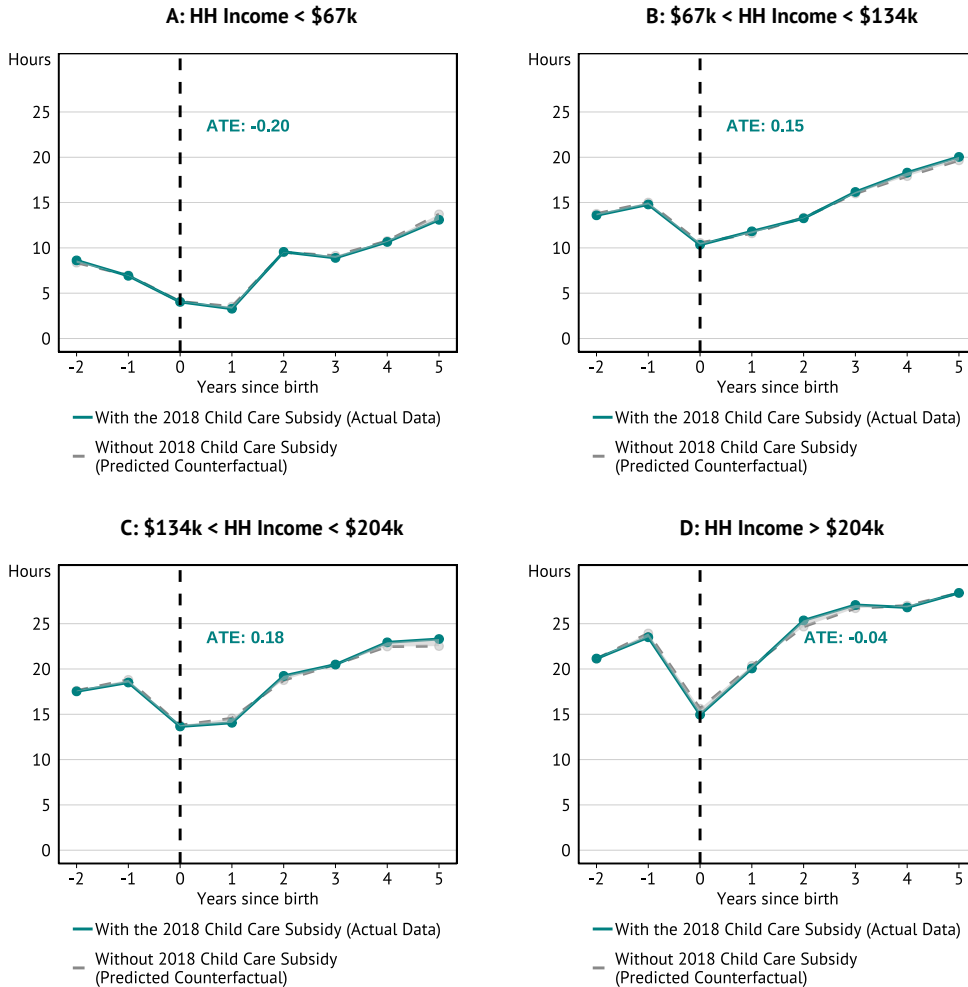 A: HH Income < $67k
Hours
25
20
15
10
5
0
ATE: -0.20
-2 -1 0 1 2 3 4 5
Years since birth
With the 2018 Child Care Subsidy (Actual Data)
Without 2018 Child Care Subsidy
(Predicted Counterfactual)
B: $67k < HH Income < $134k
Hours
25
20
15
10
5
0
ATE: 0.15
-2 -1 0 1 2 3 4 5
Years since birth
With the 2018 Child Care Subsidy (Actual Data)
Without 2018 Child Care Subsidy
(Predicted Counterfactual)
C: $134k < HH Income < $204k
Hours
25
20
15
10
5
0
ATE: 0.18
-2 -1 0 1 2 3 4 5
Years since birth
With the 2018 Child Care Subsidy (Actual Data)
Without 2018 Child Care Subsidy
(Predicted Counterfactual)
D: HH Income > $204k
Hours
25
20
15
10
5
0
ATE: -0.04
-2 -1 0 1 2 3 4 5
Years since birth
With the 2018 Child Care Subsidy (Actual Data)
Without 2018 Child Care Subsidy
(Predicted Counterfactual)